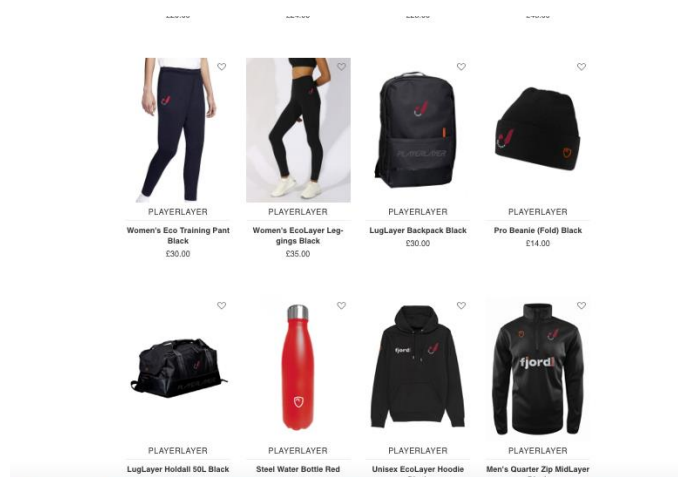 PLAYERLAYER
PLAYERLAYER
PLAYERLAYER
PLAYERLAYER
PLAYERLAYER
Women's Eco Training Pant
Black
£30.00
Women's EcoLayer Leg-
gings Black
£35.00
LugLayer Backpack Black
£30.00
Pro Beanie (Fold) Black
£14.00
PLAYERLAYER
fjord!
fjord!
PLAYERLAYER
PLAYERLAYER
PLAYERLAYER
PLAYERLAYER
LugLayer Holdall 50L Black
Steel Water Bottle Red
Unisex EcoLayer Hoodie
Men's Quarter Zip MidLayer